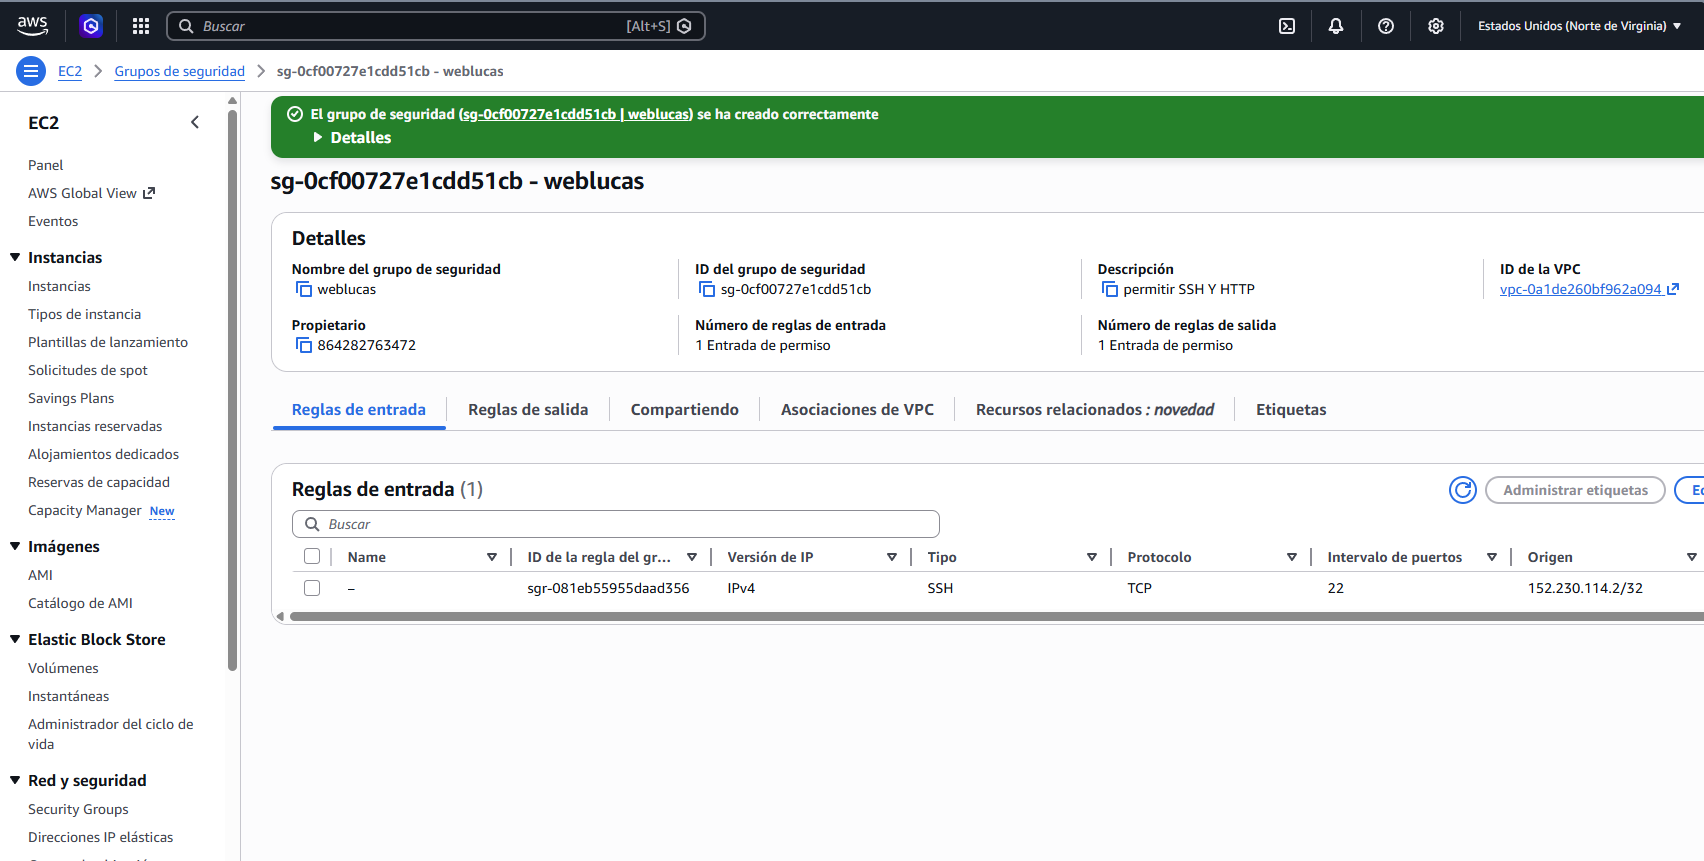 aws
Buscar
[Alt+S]
Estados Unidos (Norte de Virginia)
EC2
Grupos de seguridad
sg-0cf00727e1cdd51cb - weblucas
EC2
Panel
AWS Global View
Eventos
Instancias
Instancias
Tipos de instancia
Plantillas de lanzamiento
Solicitudes de spot
Savings Plans
Instancias reservadas
Alojamientos dedicados
Reservas de capacidad
Capacity Manager New
Imágenes
AMI
Catálogo de AMI
Elastic Block Store
Volúmenes
Instantáneas
Administrador del ciclo de
vida
Red y seguridad
Security Groups
Direcciones IP elásticas
El grupo de seguridad (sg-0cf00727e1cdd51cb | weblucas) se ha creado correctamente
Detalles
sg-0cf00727e1cdd51cb - weblucas
Detalles
Nombre del grupo de seguridad
weblucas
ID del grupo de seguridad
sg-0cf00727e1cdd51cb
Descripción
permitir SSH Y HTTP
ID de la VPC
vpc-0a1de260bf962a094
Propietario
864282763472
Número de reglas de entrada
1 Entrada de permiso
Número de reglas de salida
1 Entrada de permiso
Reglas de entrada
Reglas de salida
Compartiendo
Asociaciones de VPC
Recursos relacionados : novedad
Etiquetas
Reglas de entrada (1)
Administrar etiquetas
Buscar
Name
ID de la regla del gr...
Versión de IP
Tipo
Protocolo
Intervalo de puertos
Origen
–
sgr-081eb55955daad356
IPv4
SSH
TCP
22
152.230.114.2/32